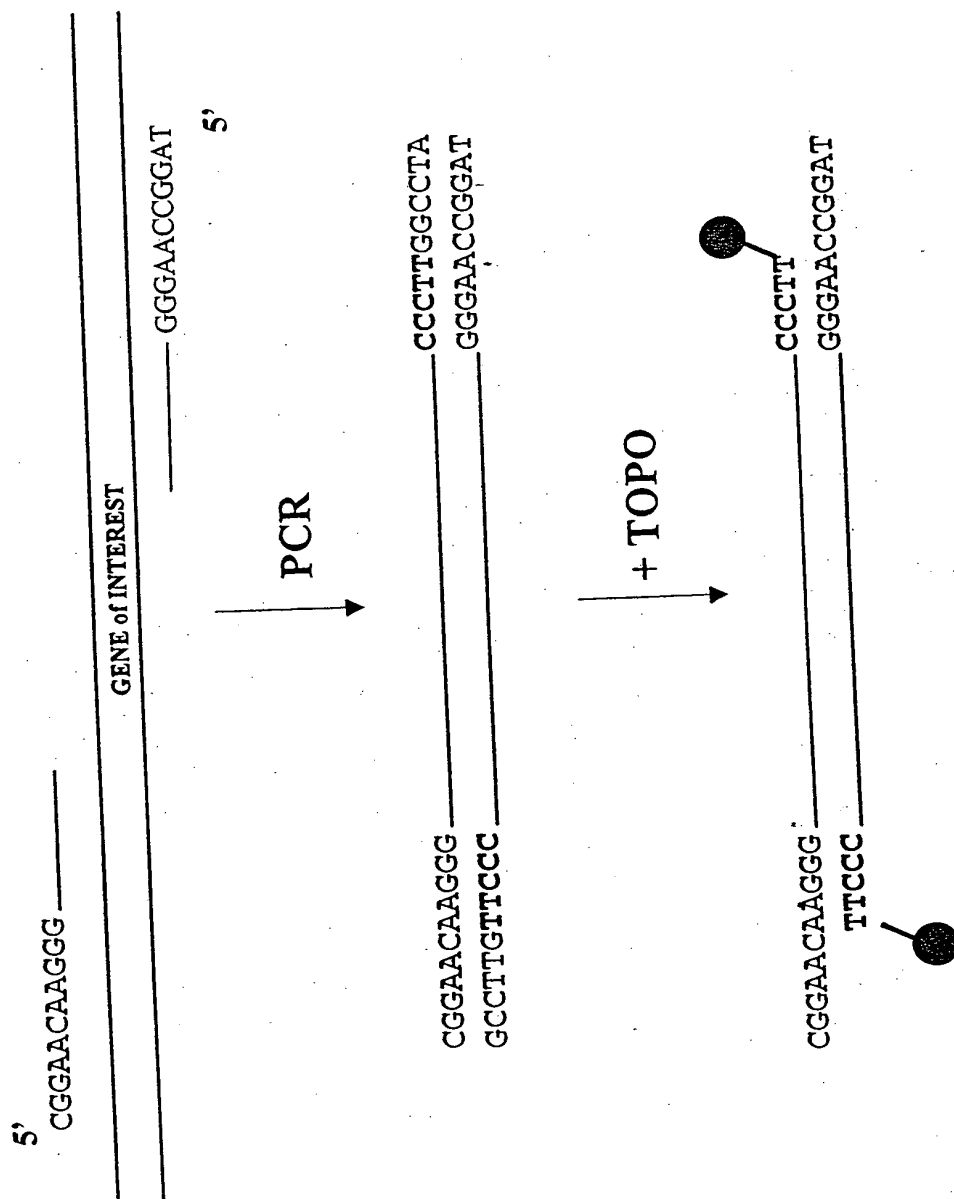 5'
CGGAACAAGGG
GENE of INTEREST
GGGAACCGGAT
5'
PCR
CGGAACAAGGG CCCTTGGCCTA
GCCTTGTTCCC GGGAACCGGAT
+ TOPO
CGGAACAAGGG CCCTT
TTCCC GGGAACCGGAT